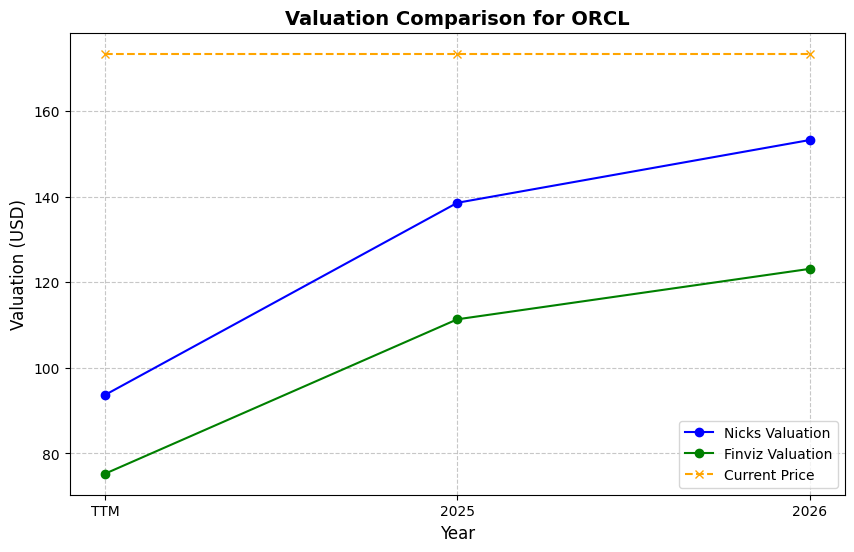 Valuation Comparison for ORCL
Valuation (USD)
160
140
120
100
80
TTM
2025
2026
Year
Nicks Valuation
Finviz Valuation
Current Price